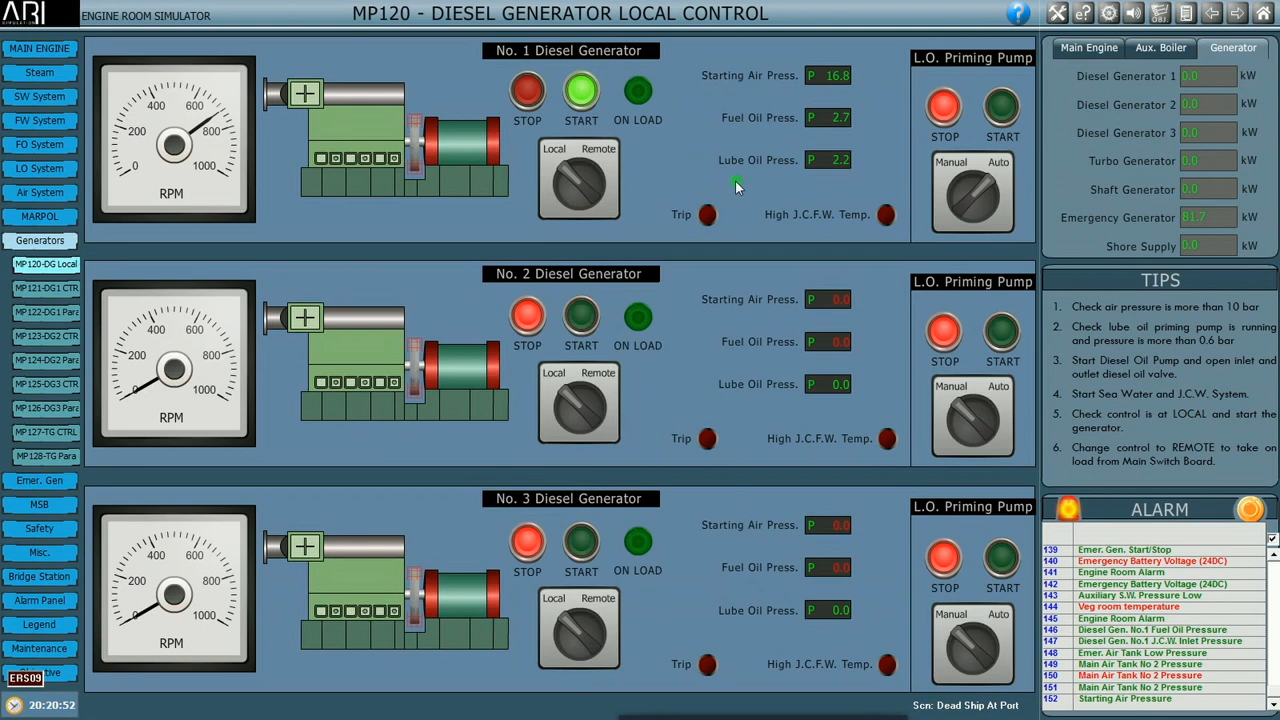 ARI
ENGINE ROOM SIMULATOR
MP120 - DIESEL GENERATOR LOCAL CONTROL
MAIN ENGINE
Steam
SW System
FW System
FO System
LO System
Air System
MARPOL
Generators
MP120-DG Local
MP121-DG1 CTR
MP122-DG1 Para
MP123-DG2 CTR
MP124-DG2 Para
MP125-DG3 CTR
MP126-DG3 Para
MP127-TG CTRL
MP128-TG Para
Emer. Gen
MSB
Safety
Misc.
Bridge Station
Alarm Panel
Legend
Maintenance
ERS09
20:20:52
No. 1 Diesel Generator
200 400 600 800 1000
0
RPM
STOP START ON LOAD
Local Remote
Starting Air Press. P 16.8
Fuel Oil Press. P 2.7
Lube Oil Press. P 2.2
Trip High J.C.F.W. Temp.
L.O. Priming Pump
STOP START
Manual Auto
No. 2 Diesel Generator
200 400 600 800 1000
0
RPM
STOP START ON LOAD
Local Remote
Starting Air Press. P 0.0
Fuel Oil Press. P 0.0
Lube Oil Press. P 0.0
Trip High J.C.F.W. Temp.
L.O. Priming Pump
STOP START
Manual Auto
No. 3 Diesel Generator
200 400 600 800 1000
0
RPM
STOP START ON LOAD
Local Remote
Starting Air Press. P 0.0
Fuel Oil Press. P 0.0
Lube Oil Press. P 0.0
Trip High J.C.F.W. Temp.
L.O. Priming Pump
STOP START
Manual Auto
Scn: Dead Ship At Port
Main Engine Aux. Boiler Generator
Diesel Generator 1 0.0 kW
Diesel Generator 2 0.0 kW
Diesel Generator 3 0.0 kW
Turbo Generator 0.0 kW
Shaft Generator 0.0 kW
Emergency Generator 81.7 kW
Shore Supply 0.0 kW
TIPS
1. Check air pressure is more than 10 bar
2. Check lube oil priming pump is running
and pressure is more than 0.6 bar
3. Start Diesel Oil Pump and open inlet and
outlet diesel oil valve.
4. Start Sea Water and J.C.W. System.
5. Check control is at LOCAL and start the
generator.
6. Change control to REMOTE to take on
load from Main Switch Board.
ALARM
139 Emer. Gen. Start/Stop
140 Emergency Battery Voltage (24DC)
141 Engine Room Alarm
142 Emergency Battery Voltage (24DC)
143 Auxiliary S.W. Pressure Low
144 Veg room temperature
145 Engine Room Alarm
146 Diesel Gen. No.1 Fuel Oil Pressure
147 Diesel Gen. No.1 J.C.W. Inlet Pressure
148 Emer. Air Tank Low Pressure
149 Main Air Tank No 2 Pressure
150 Main Air Tank No 2 Pressure
151 Main Air Tank No 2 Pressure
152 Starting Air Pressure